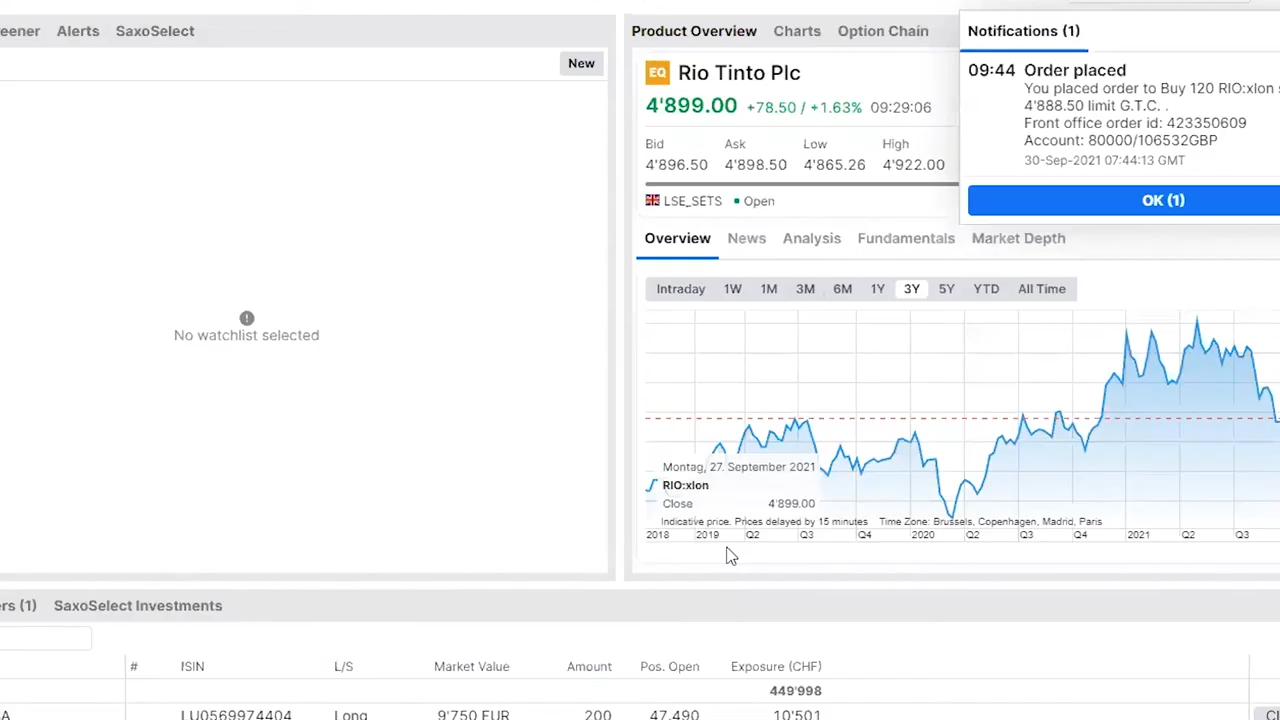 eener Alerts SaxoSelect
New
No watchlist selected
Product Overview Charts Option Chain
EQ Rio Tinto Plc
4'899.00 +78.50 / +1.63% 09:29:06
Bid Ask Low High
4'896.50 4'898.50 4'865.26 4'922.00
LSE_SETS Open
Notifications (1)
09:44 Order placed
You placed order to Buy 120 RIO:xlon
4'888.50 limit G.T.C. .
Front office order id: 423350609
Account: 80000/106532GBP
30-Sep-2021 07:44:13 GMT
OK (1)
Overview News Analysis Fundamentals Market Depth
Intraday 1W 1M 3M 6M 1Y 3Y 5Y YTD All Time
Montag, 27. September 2021
RIO:xlon
Close 4'899.00
Indicative price. Prices delayed by 15 minutes Time Zone: Brussels, Copenhagen, Madrid, Paris
2018 2019 Q2 Q3 Q4 2020 Q2 Q3 Q4 2021 Q2 Q3
rs (1) SaxoSelect Investments
# ISIN L/S Market Value Amount Pos. Open Exposure (CHF)
449'998
LU0569974404 Long 9'750 EUR 200 47.490 10'501